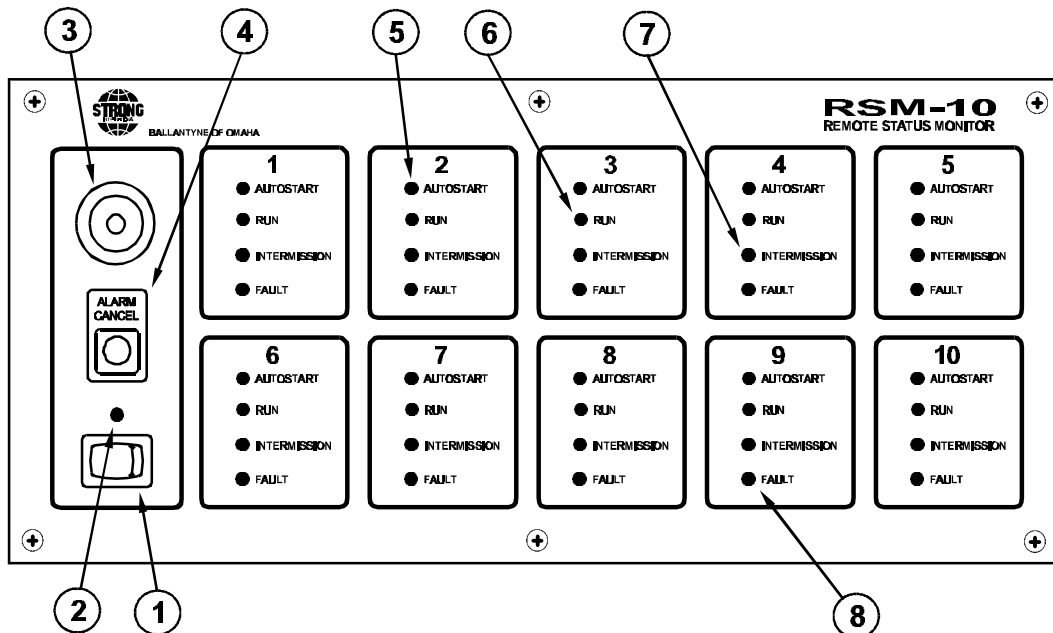 3
4
5
6
7
STRONG
BALLANTYNE OF OMAHA
RSM-10
REMOTE STATUS MONITOR
1
AUTOSTART
RUN
INTERMISSION
FAULT
2
AUTOSTART
RUN
INTERMISSION
FAULT
3
AUTOSTART
RUN
INTERMISSION
FAULT
4
AUTOSTART
RUN
INTERMISSION
FAULT
5
AUTOSTART
RUN
INTERMISSION
FAULT
ALARM
CANCEL
6
AUTOSTART
RUN
INTERMISSION
FAULT
7
AUTOSTART
RUN
INTERMISSION
FAULT
8
AUTOSTART
RUN
INTERMISSION
FAULT
9
AUTOSTART
RUN
INTERMISSION
FAULT
10
AUTOSTART
RUN
INTERMISSION
FAULT
2
1
8